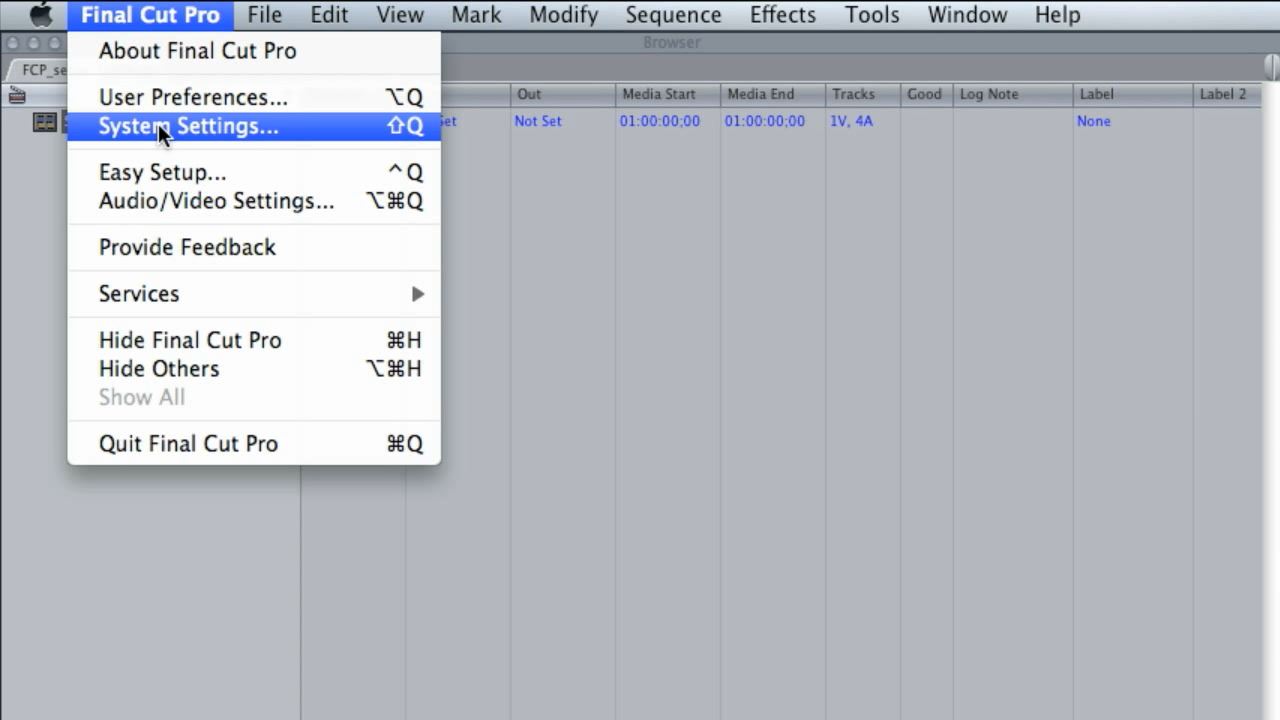 Final Cut Pro File Edit View Mark Modify Sequence Effects Tools Window Help
Browser
About Final Cut Pro
FCP_se
User Preferences... ⌥Q
Out Media Start Media End Tracks Good Log Note Label Label 2
System Settings... ⇧Q
Set Not Set 01:00:00;00 01:00:00;00 1V, 4A None
Easy Setup... ^Q
Audio/Video Settings... ⌥⌘Q
Provide Feedback
Services
Hide Final Cut Pro ⌘H
Hide Others ⌥⌘H
Show All
Quit Final Cut Pro ⌘Q